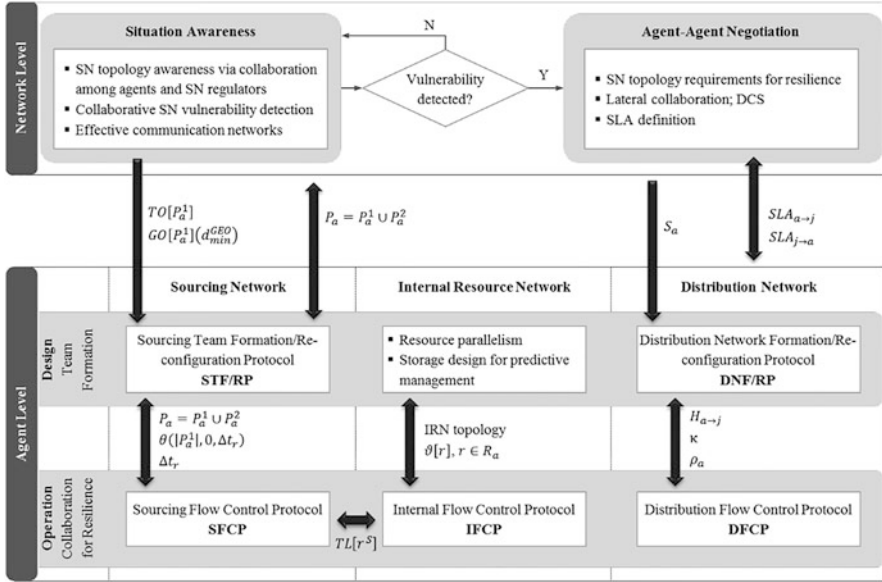 Network Level
Situation Awareness
▪ SN topology awareness via collaboration
among agents and SN regulators
▪ Collaborative SN vulnerability detection
▪ Effective communication networks
N
Vulnerability
detected?
Y
Agent-Agent Negotiation
▪ SN topology requirements for resilience
▪ Lateral collaboration; DCS
▪ SLA definition
TO[P_a^1]
GO[P_a^1](d_min^GEO)
P_a = P_a^1 ∪ P_a^2
S_a
SLA_{a→j}
SLA_{j→a}
Agent Level
Sourcing Network
Internal Resource Network
Distribution Network
Design
Team
Formation
Sourcing Team Formation/Re-
configuration Protocol
STF/RP
▪ Resource parallelism
▪ Storage design for predictive
management
Distribution Network Formation/Re-
configuration Protocol
DNF/RP
P_a = P_a^1 ∪ P_a^2
θ(|P_a^1|, 0, Δt_r)
Δt_r
IRN topology
ϑ[r], r ∈ R_a
H_{a→j}
κ
ρ_a
Operation
Collaboration
for Resilience
Sourcing Flow Control Protocol
SFCP
TL[r^S]
Internal Flow Control Protocol
IFCP
Distribution Flow Control Protocol
DFCP